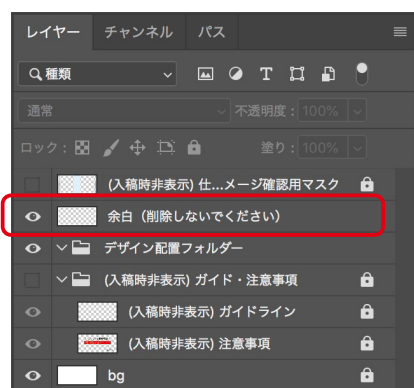 レイヤー チャンネル パス
種類 T
通常 不透明度：100%
ロック： 塗り：100%
(入稿時非表示) 仕...メージ確認用マスク
余白（削除しないでください）
デザイン配置フォルダー
(入稿時非表示) ガイド・注意事項
(入稿時非表示) ガイドライン
(入稿時非表示) 注意事項
bg